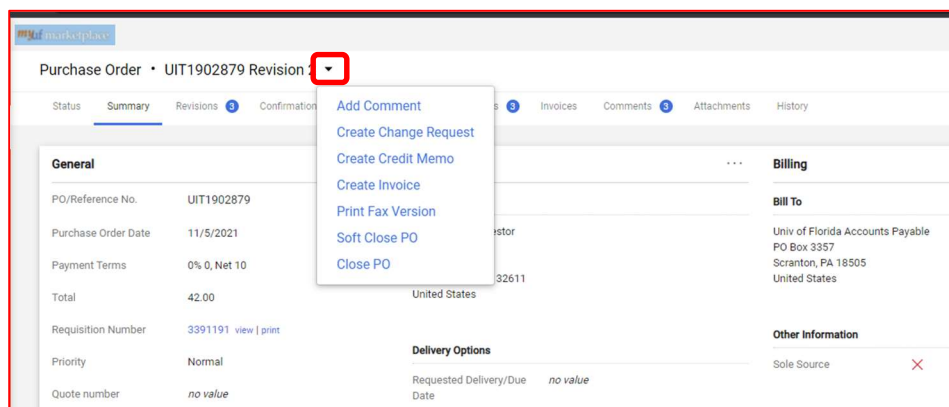 myuf marketplace
Purchase Order • UIT1902879 Revision
Status Summary Revisions 3 Confirmation s 3 Invoices Comments 3 Attachments History
Add Comment
Create Change Request
Create Credit Memo
Create Invoice
Print Fax Version
Soft Close PO
Close PO
General
PO/Reference No. UIT1902879
Purchase Order Date 11/5/2021
Payment Terms 0% 0, Net 10
Total 42.00
Requisition Number 3391191 view | print
Priority Normal
Quote number no value
...
estor
32611
United States
Delivery Options
Requested Delivery/Due no value
Date
Billing
Bill To
Univ of Florida Accounts Payable
PO Box 3357
Scranton, PA 18505
United States
Other Information
Sole Source